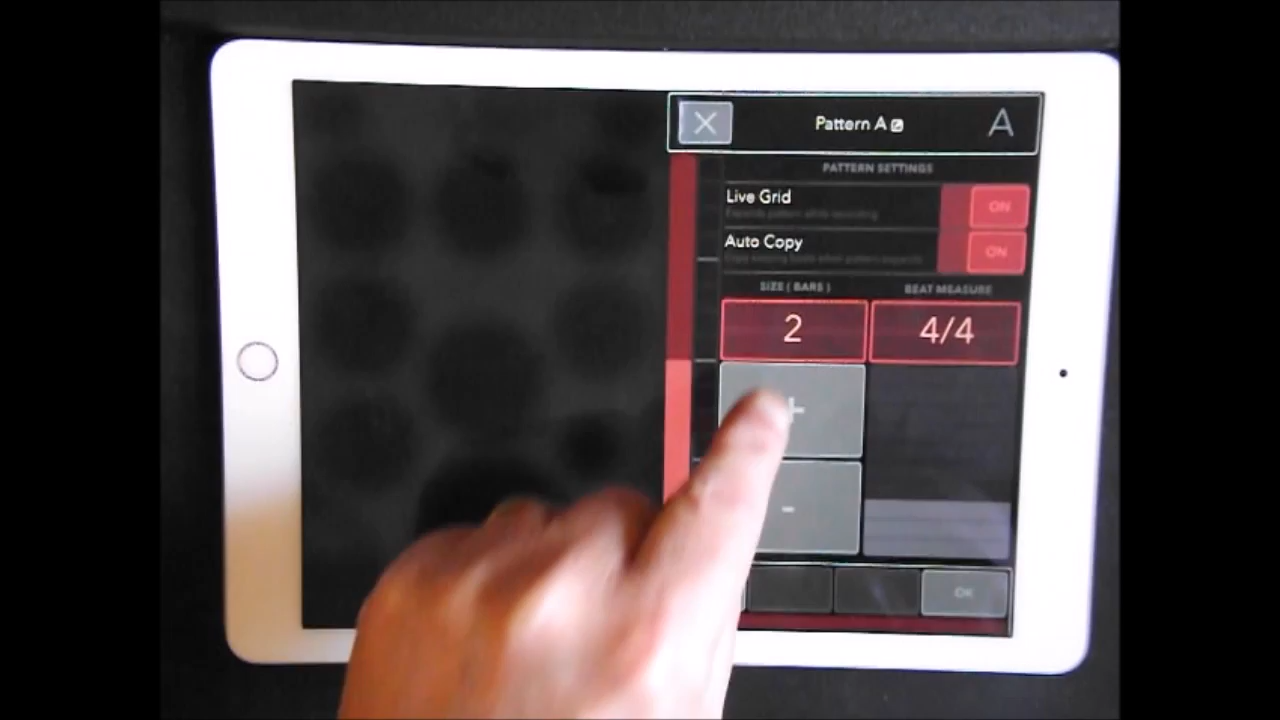 X
Pattern A
A
PATTERN SETTINGS
Live Grid
ON
Auto Copy
ON
SIZE ( BARS )
BEAT MEASURE
2
4/4
+
-
OK